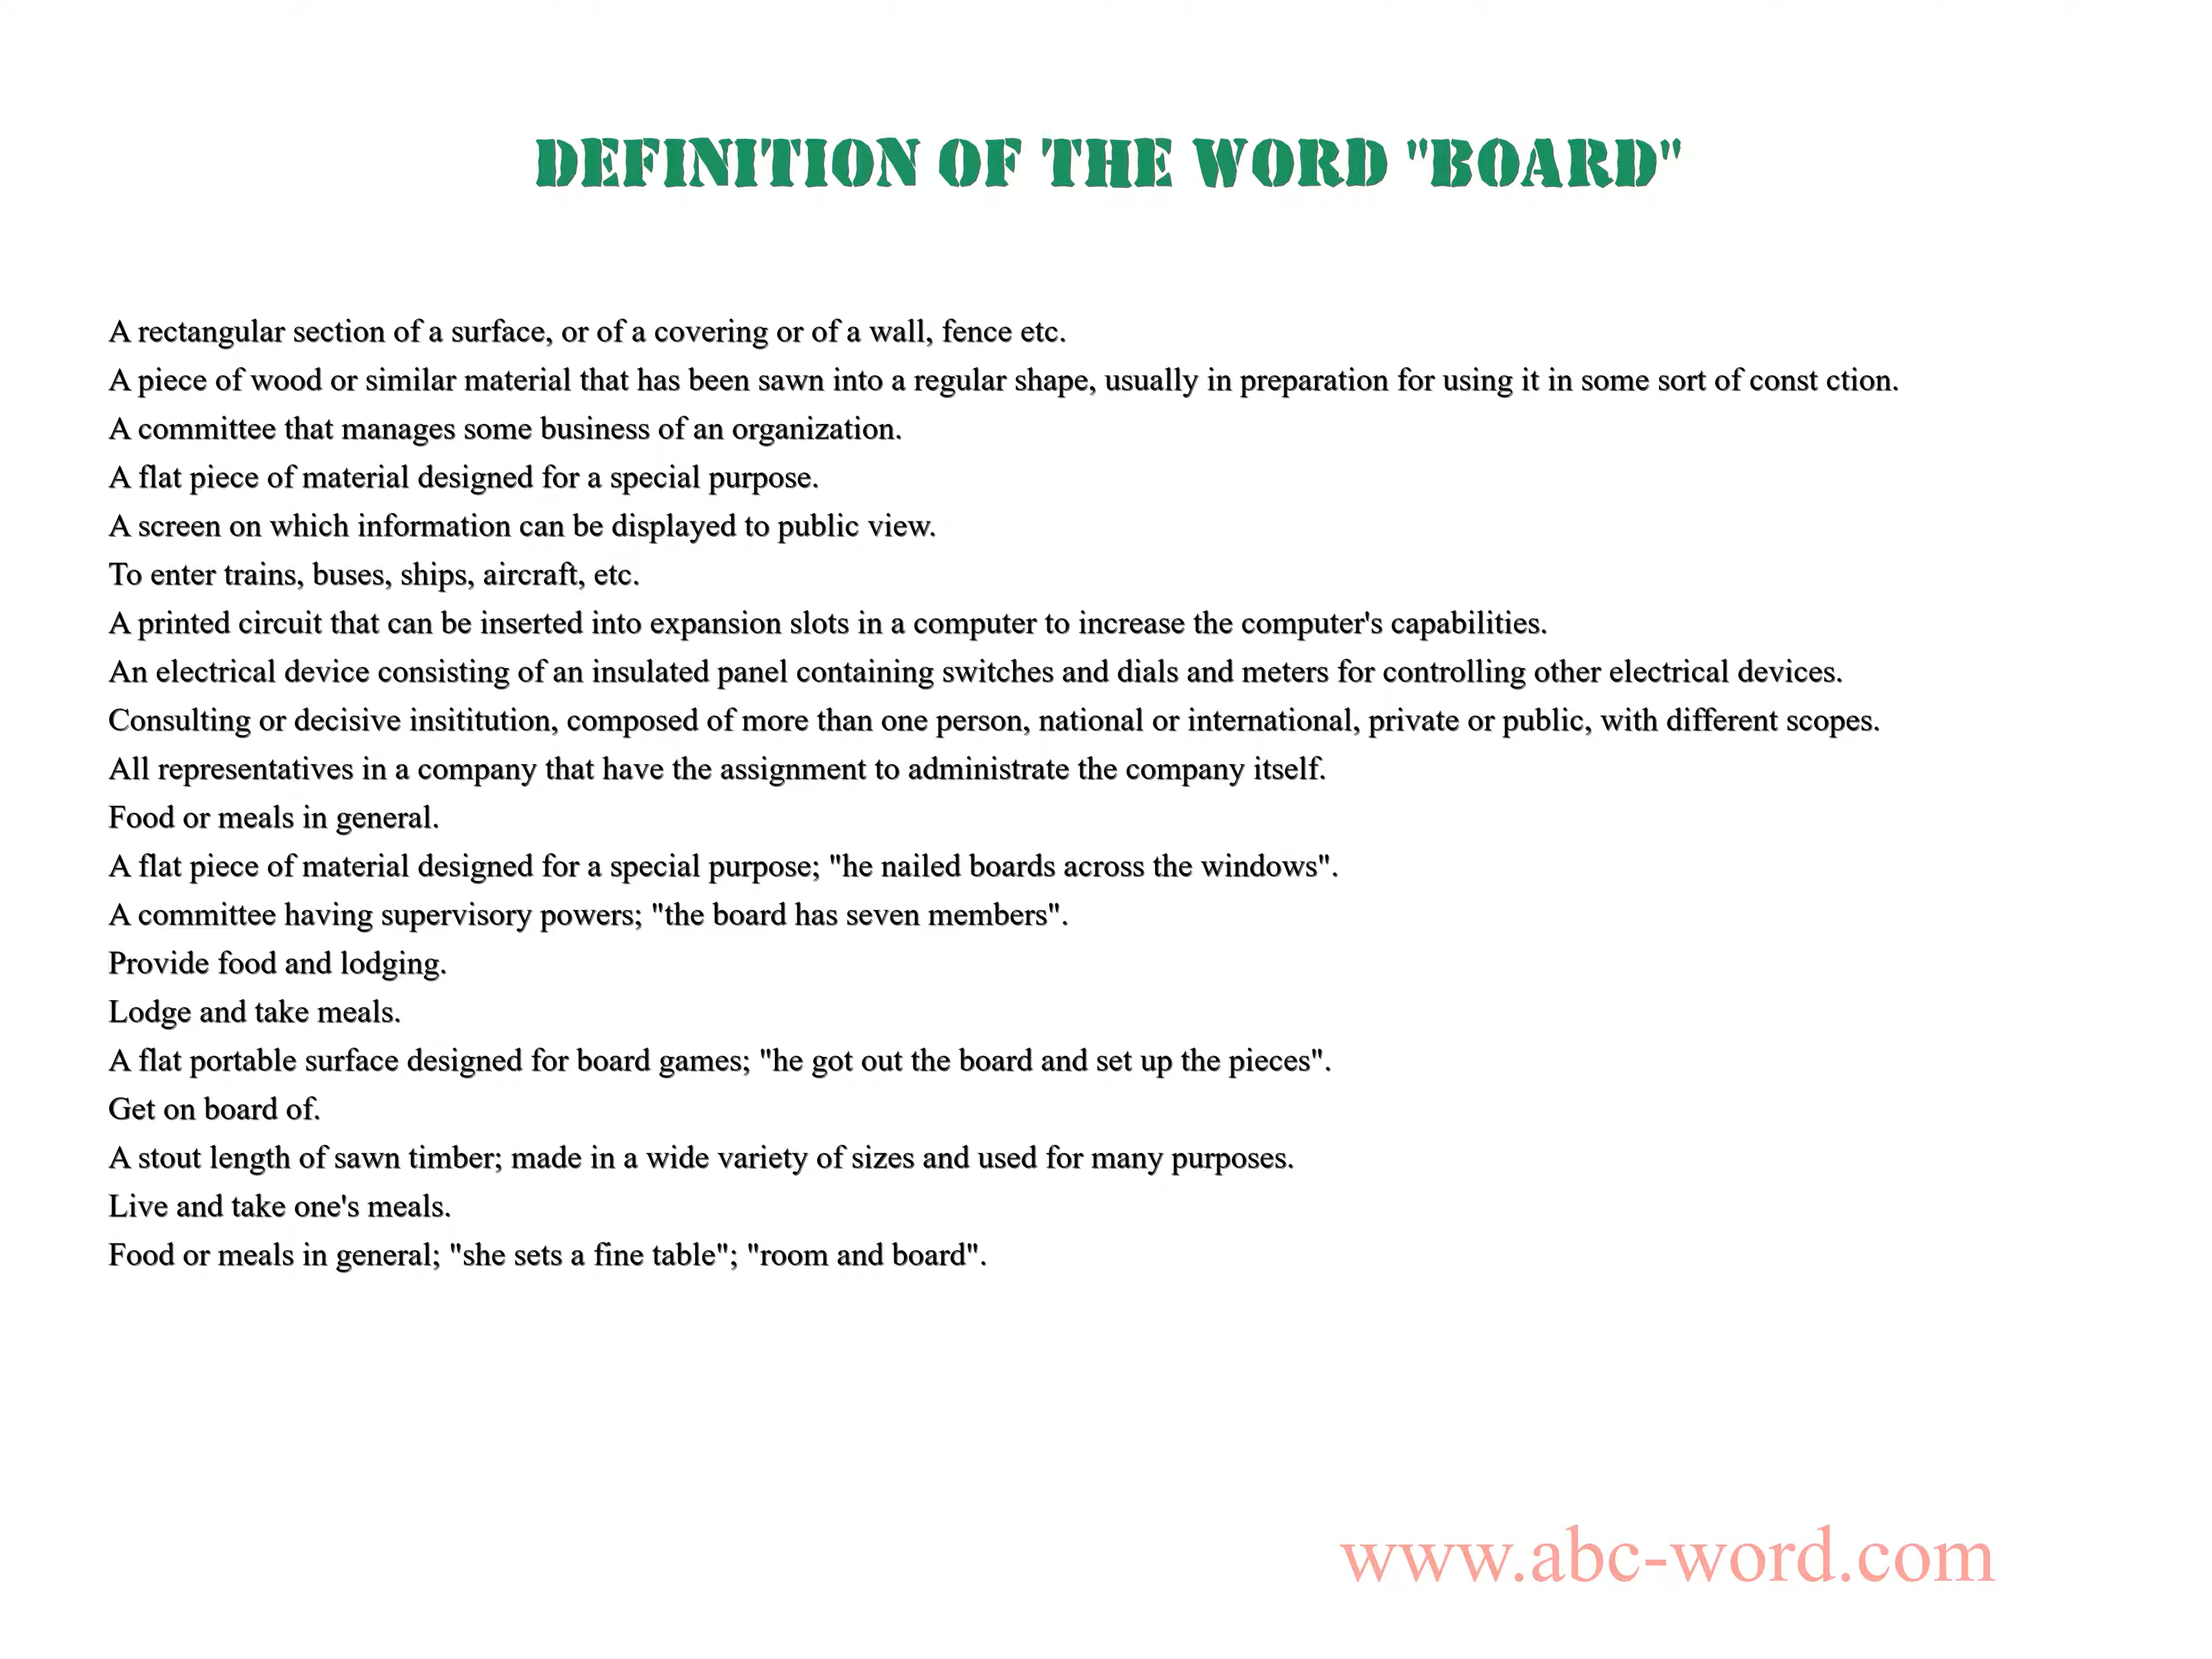 DEFINITION OF THE WORD "BOARD"
A rectangular section of a surface, or of a covering or of a wall, fence etc.
A piece of wood or similar material that has been sawn into a regular shape, usually in preparation for using it in some sort of const ction.
A committee that manages some business of an organization.
A flat piece of material designed for a special purpose.
A screen on which information can be displayed to public view.
To enter trains, buses, ships, aircraft, etc.
A printed circuit that can be inserted into expansion slots in a computer to increase the computer's capabilities.
An electrical device consisting of an insulated panel containing switches and dials and meters for controlling other electrical devices.
Consulting or decisive insititution, composed of more than one person, national or international, private or public, with different scopes.
All representatives in a company that have the assignment to administrate the company itself.
Food or meals in general.
A flat piece of material designed for a special purpose; "he nailed boards across the windows".
A committee having supervisory powers; "the board has seven members".
Provide food and lodging.
Lodge and take meals.
A flat portable surface designed for board games; "he got out the board and set up the pieces".
Get on board of.
A stout length of sawn timber; made in a wide variety of sizes and used for many purposes.
Live and take one's meals.
Food or meals in general; "she sets a fine table"; "room and board".
www.abc-word.com